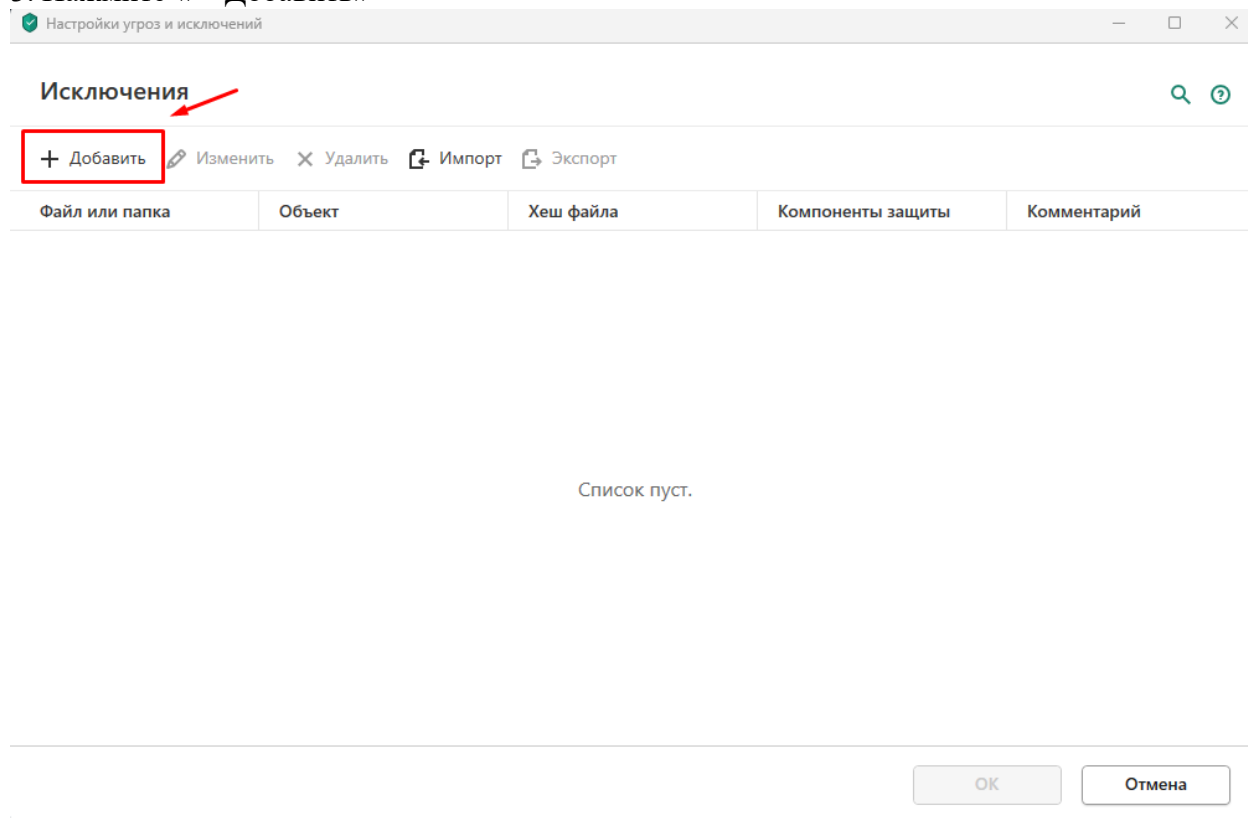 Настройки угроз и исключений
Исключения
Добавить Изменить Удалить Импорт Экспорт
Файл или папка Объект Хеш файла Компоненты защиты Комментарий
Список пуст.
ОК Отмена